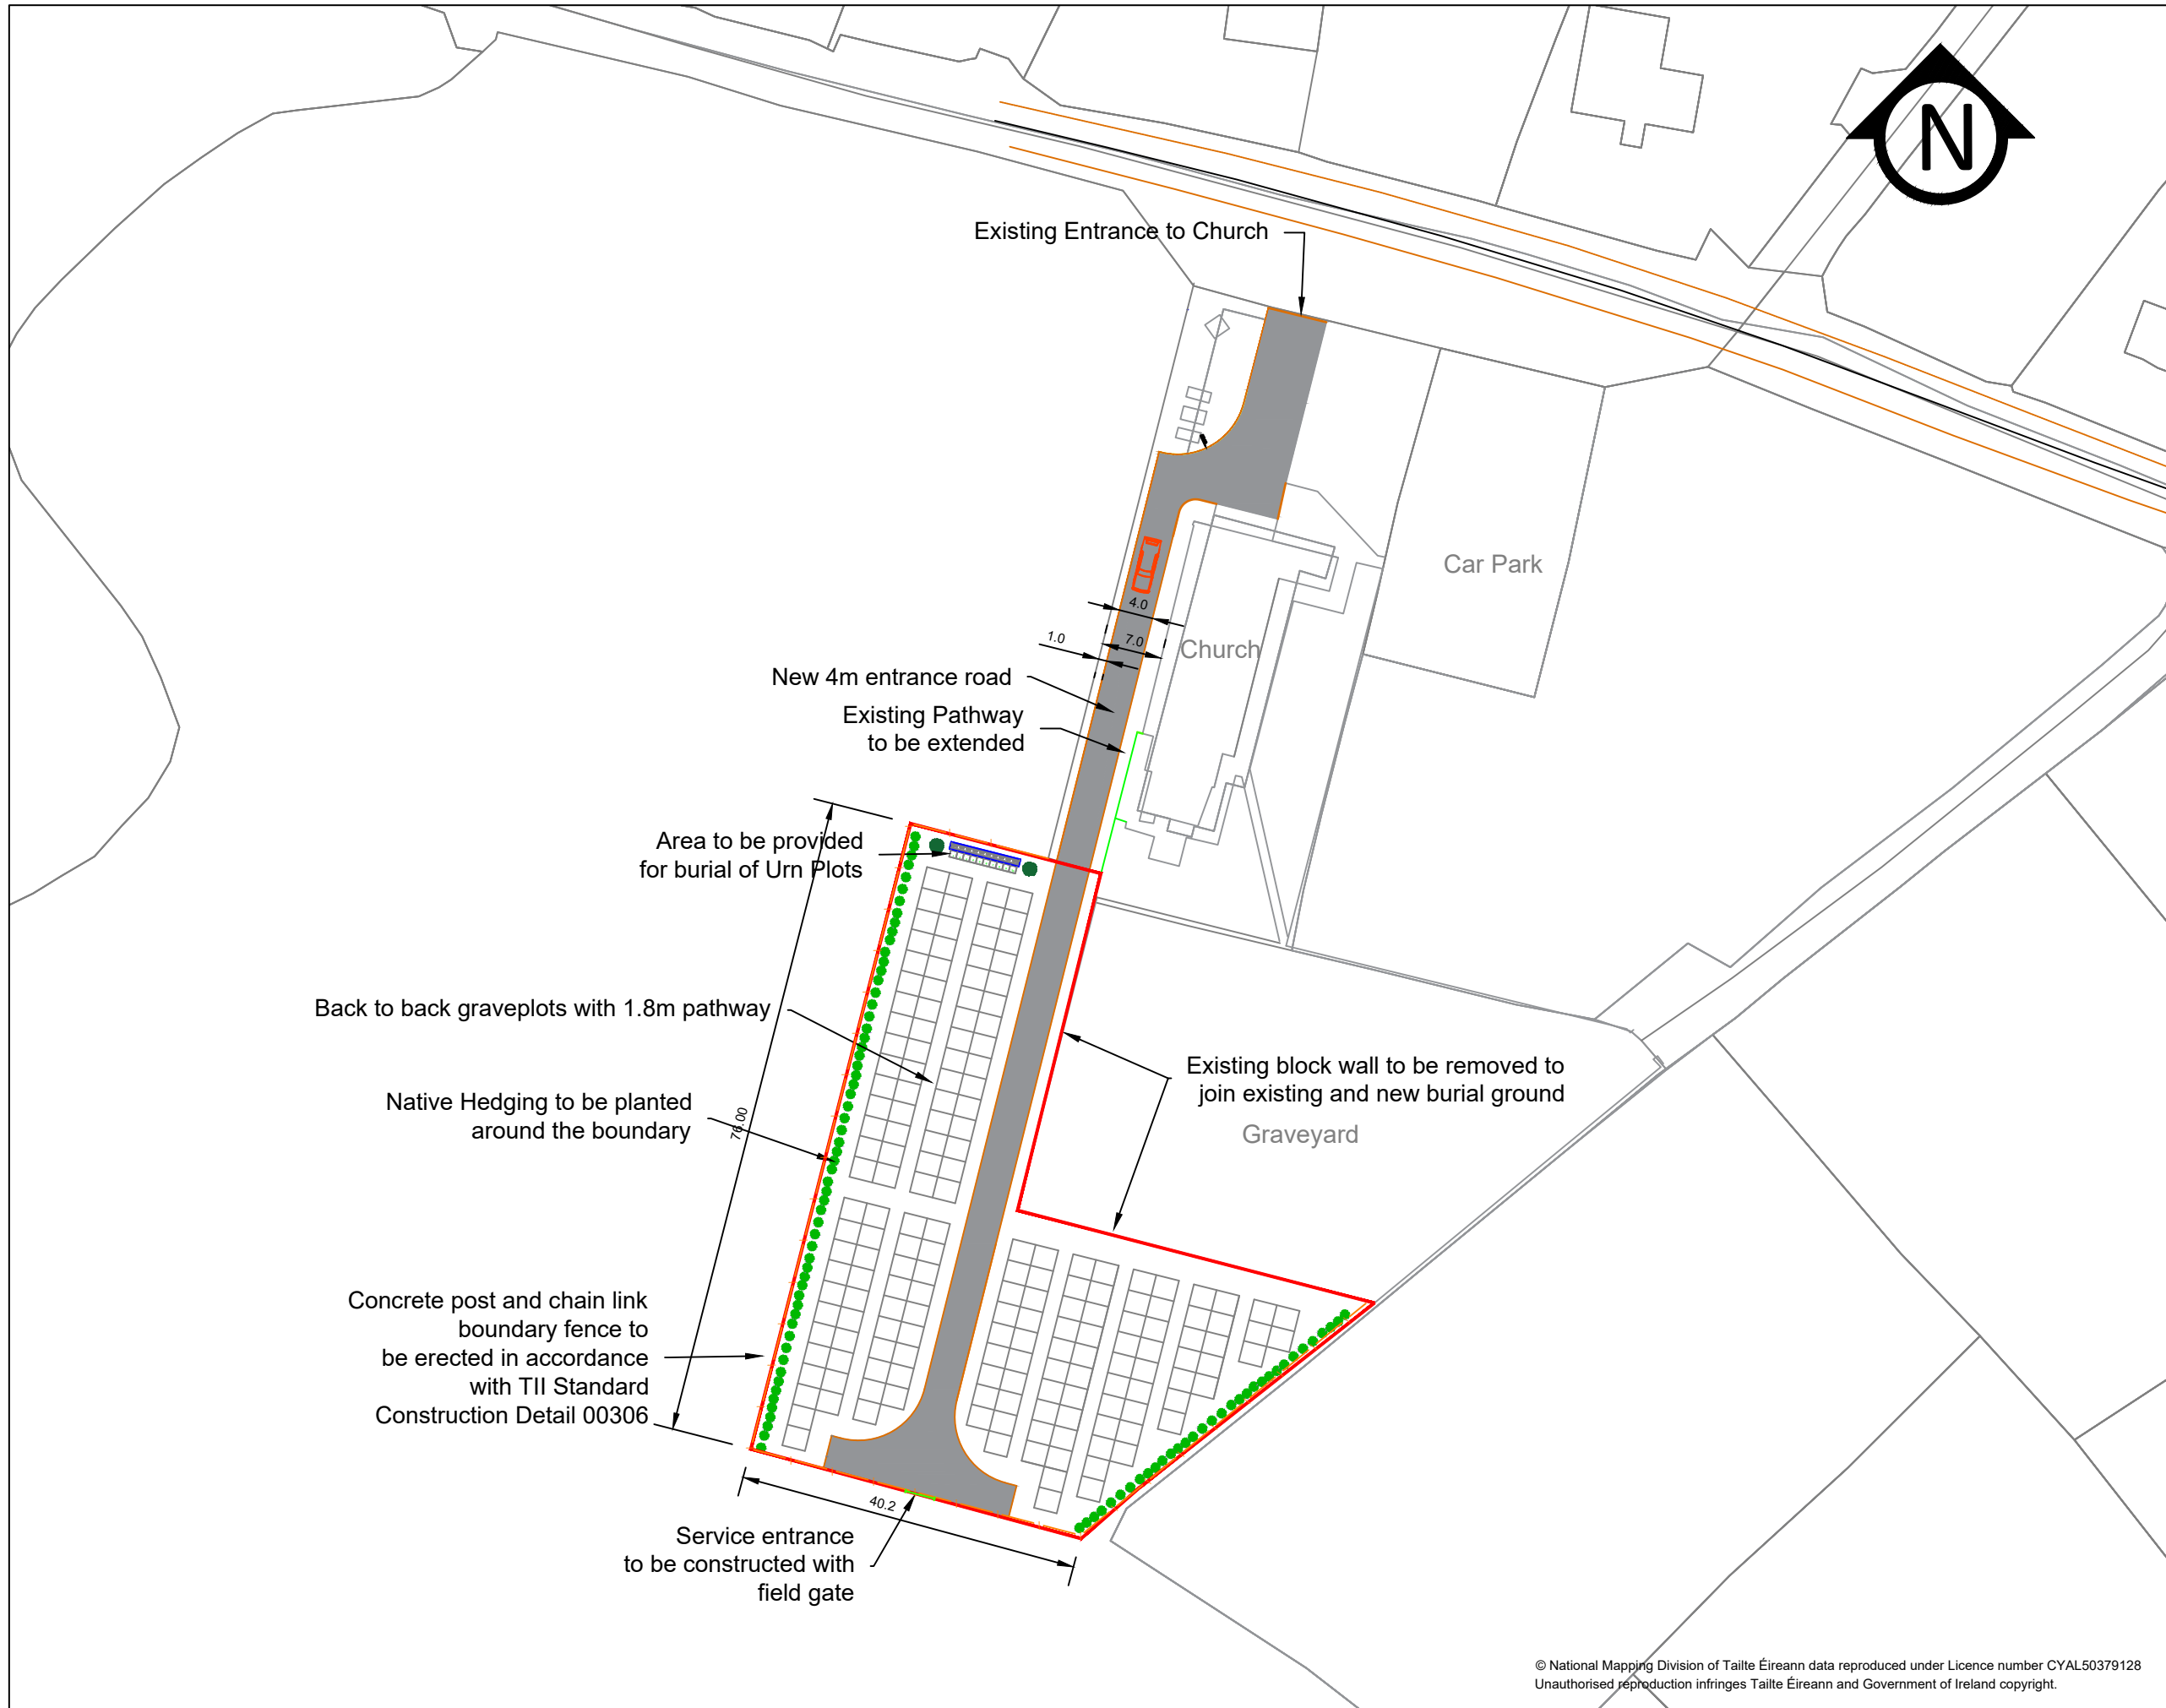 N
Existing Entrance to Church
Car Park
4.0
1.0
7.0
Church
New 4m entrance road
Existing Pathway
to be extended
Area to be provided
for burial of Urn Plots
Back to back graveplots with 1.8m pathway
Existing block wall to be removed to
join existing and new burial ground
Graveyard
Native Hedging to be planted
around the boundary
76.00
Concrete post and chain link
boundary fence to
be erected in accordance
with TII Standard
Construction Detail 00306
40.2
Service entrance
to be constructed with
field gate
© National Mapping Division of Tailte Éireann data reproduced under Licence number CYAL50379128
Unauthorised reproduction infringes Tailte Éireann and Government of Ireland copyright.